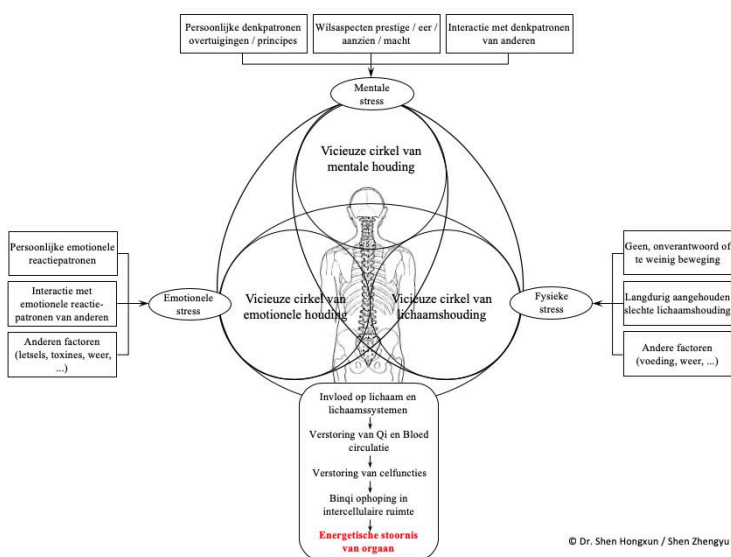 Persoonlijke denkpatronen
overtuigingen / principes
Wilsaspecten prestige / eer /
aanzien / macht
Interactie met denkpatronen
van anderen
Mentale
stress
Vicieuze cirkel van
mentale houding
Persoonlijke emotionele
reactiepatronen
Interactie met
emotionele reactie-
patronen van anderen
Anderen factoren
(letsels, toxines, weer,
...)
Emotionele
stress
Vicieuze cirkel van
emotionele houding
Vicieuze cirkel van
lichaamshouding
Fysieke
stress
Geen, onverantwoord of
te weinig beweging
Langdurig aangehouden
slechte lichaamshouding
Andere factoren
(voeding, weer, ...)
Invloed op lichaam en
lichaamssystemen
Verstoring van Qi en Bloed
circulatie
Verstoring van celfuncties
Binqi ophoping in
intercellulaire ruimte
Energetische stoornis
van orgaan
© Dr. Shen Hongxun / Shen Zhengyu